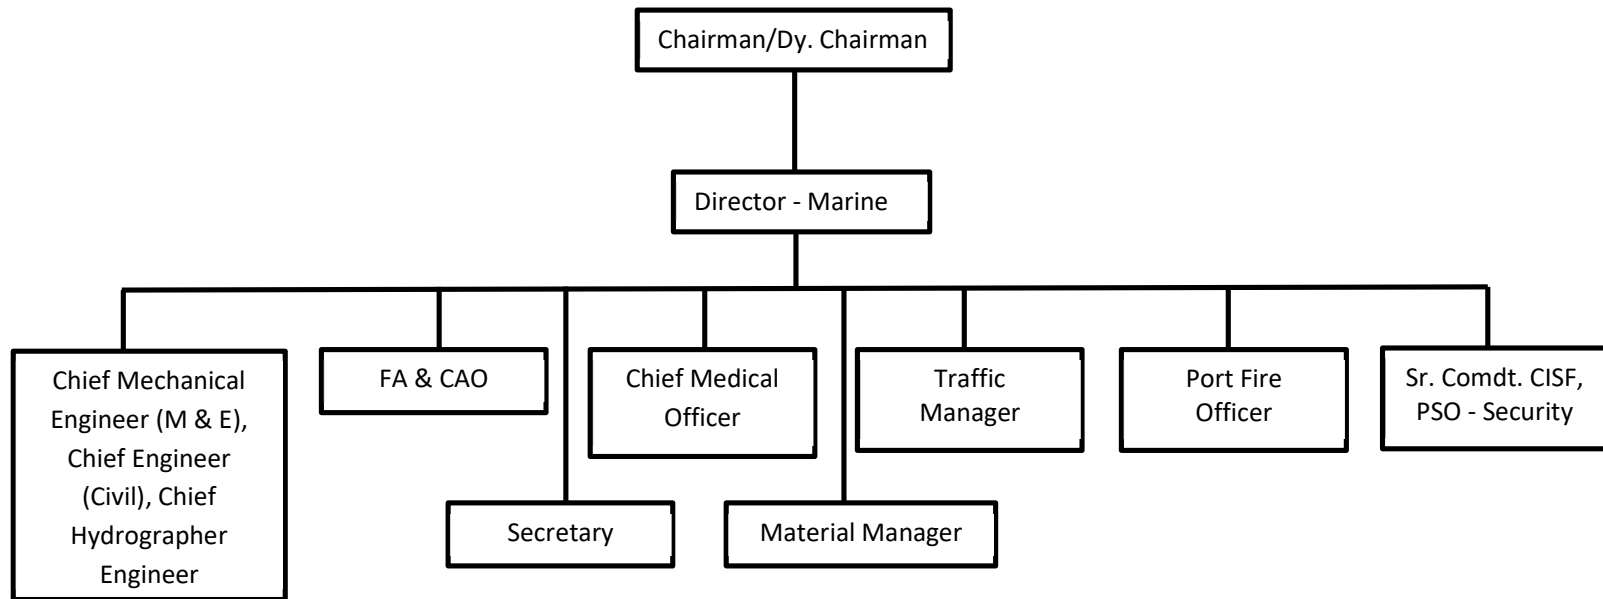 Chairman/Dy. Chairman
Director - Marine
Chief Mechanical
Engineer (M & E),
Chief Engineer
(Civil), Chief
Hydrographer
Engineer
FA & CAO
Chief Medical
Officer
Traffic
Manager
Port Fire
Officer
Sr. Comdt. CISF,
PSO - Security
Secretary
Material Manager